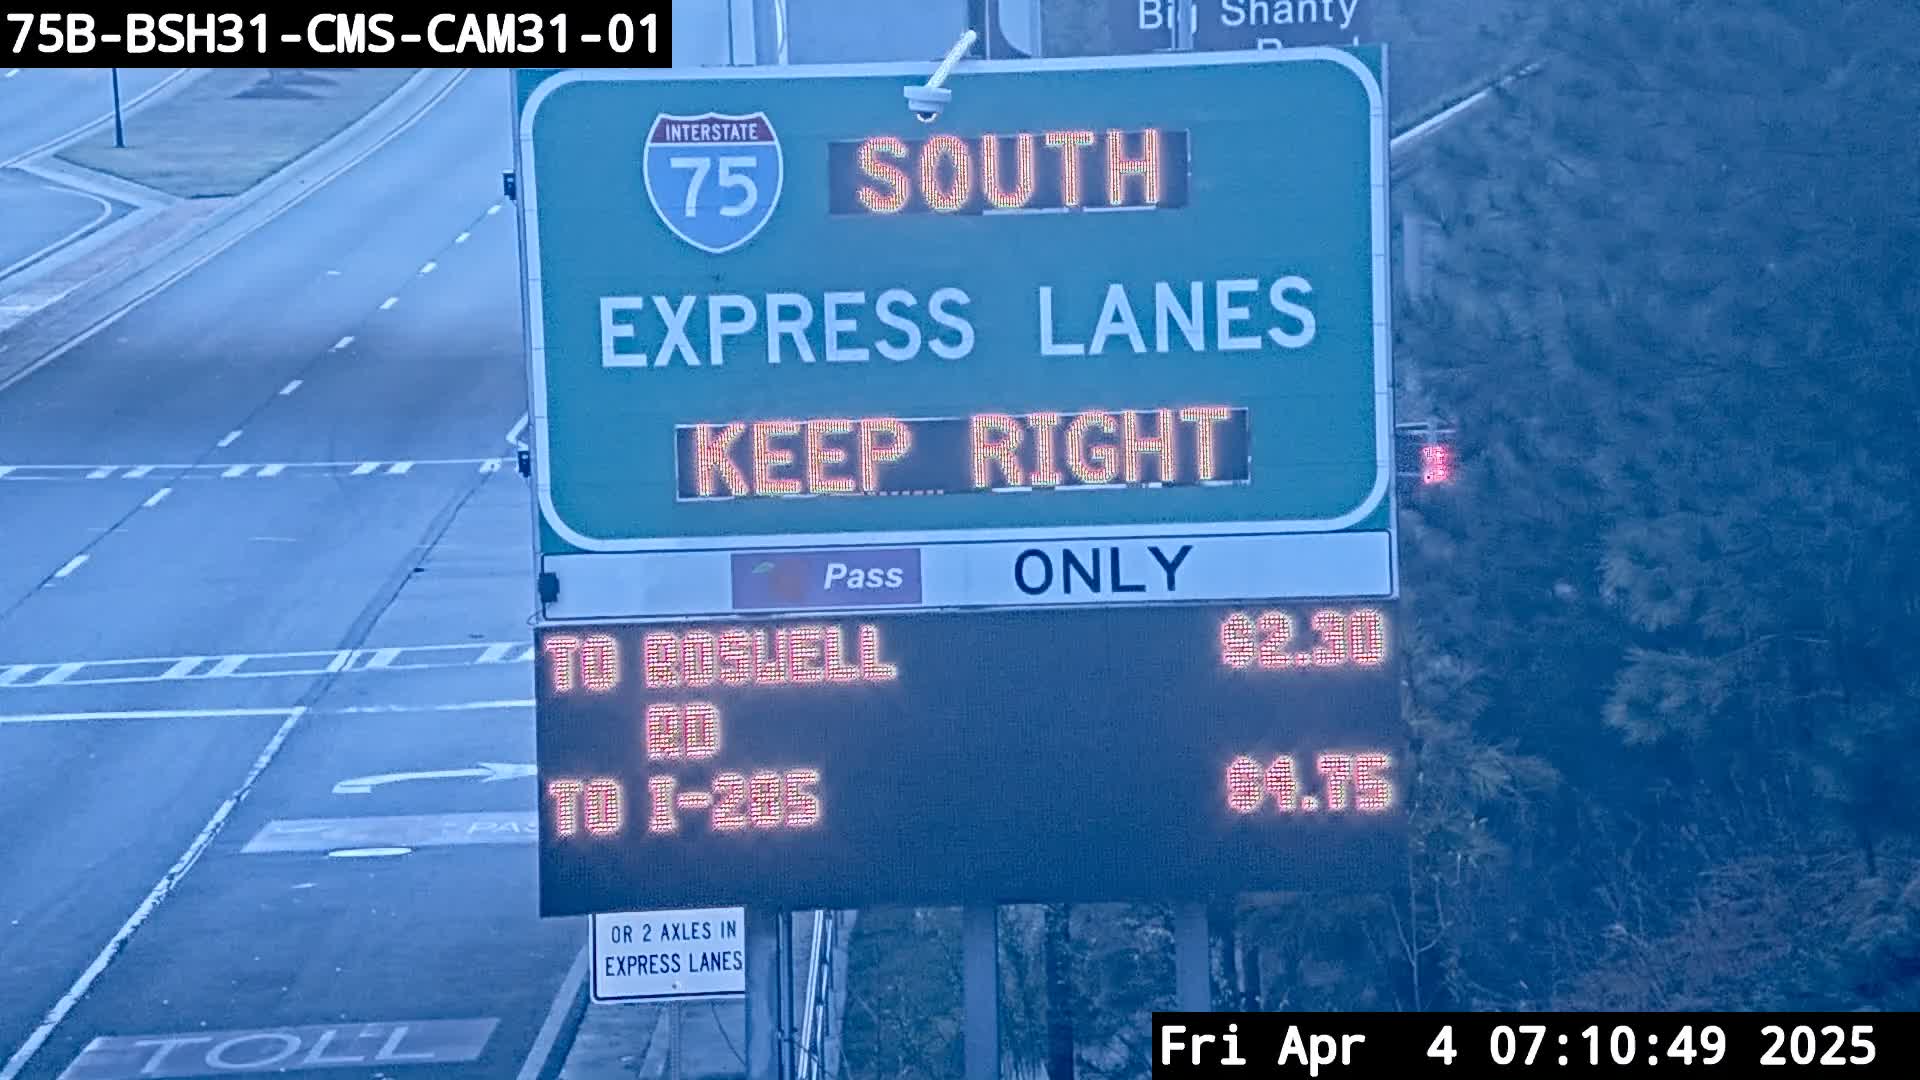 75B-BSH31-CMS-CAM31-01
Big Shanty
INTERSTATE
75
SOUTH
EXPRESS LANES
KEEP RIGHT
Pass ONLY
TO ROSWELL $2.30
RD
TO I-285 $4.75
OR 2 AXLES IN
EXPRESS LANES
TOLL
Fri Apr 4 07:10:49 2025